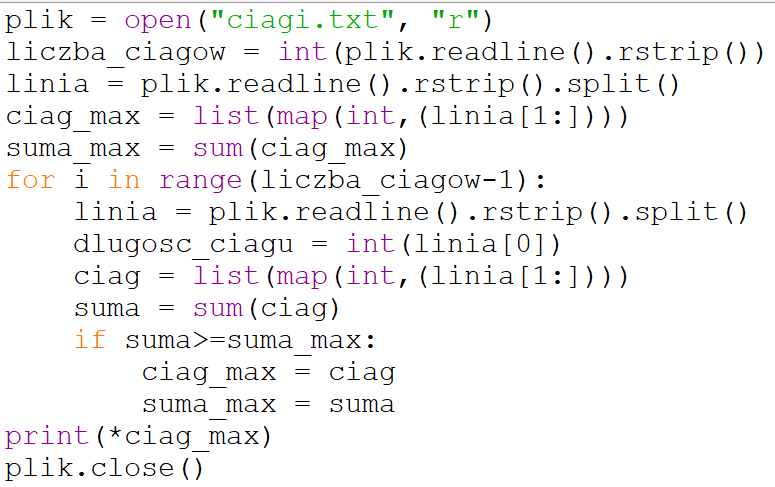 plik = open("ciagi.txt", "r")
liczba_ciagow = int(plik.readline().rstrip())
linia = plik.readline().rstrip().split()
ciag_max = list(map(int,(linia[1:])))
suma_max = sum(ciag_max)
for i in range(liczba_ciagow-1):
    linia = plik.readline().rstrip().split()
    dlugosc_ciagu = int(linia[0])
    ciag = list(map(int,(linia[1:])))
    suma = sum(ciag)
    if suma>=suma_max:
        ciag_max = ciag
        suma_max = suma
print(*ciag_max)
plik.close()